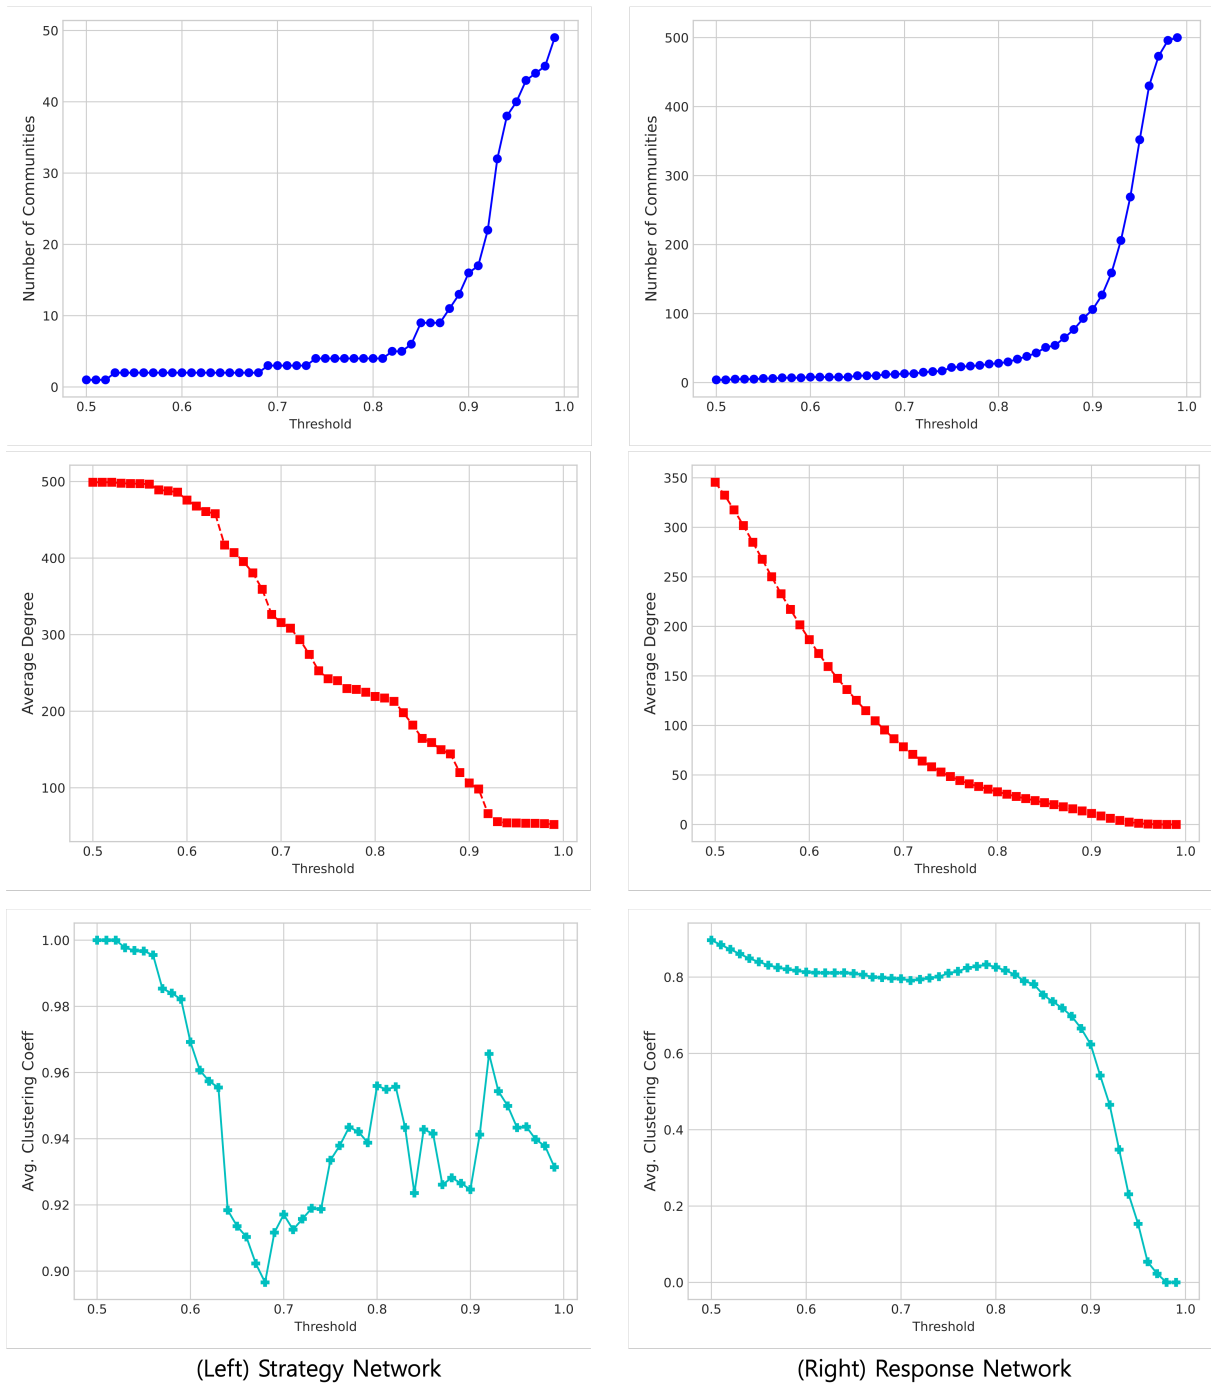 Number of Communities
50
40
30
20
10
0
0.5 0.6 0.7 0.8 0.9 1.0
Threshold
Number of Communities
500
400
300
200
100
0
0.5 0.6 0.7 0.8 0.9 1.0
Threshold
Average Degree
500
400
300
200
100
0.5 0.6 0.7 0.8 0.9 1.0
Threshold
Average Degree
350
300
250
200
150
100
50
0
0.5 0.6 0.7 0.8 0.9 1.0
Threshold
Avg. Clustering Coeff
1.00
0.98
0.96
0.94
0.92
0.90
0.5 0.6 0.7 0.8 0.9 1.0
Threshold
Avg. Clustering Coeff
0.8
0.6
0.4
0.2
0.0
0.5 0.6 0.7 0.8 0.9 1.0
Threshold
(Left) Strategy Network
(Right) Response Network